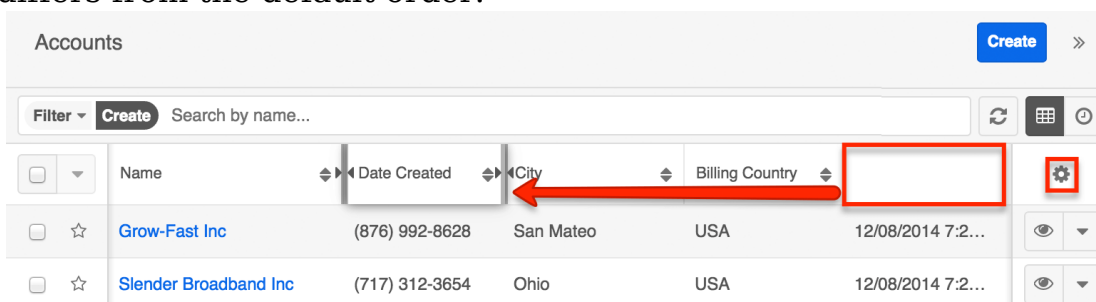 Accounts
Create
Filter Create Search by name...
Name Date Created City Billing Country
Grow-Fast Inc (876) 992-8628 San Mateo USA 12/08/2014 7:2...
Slender Broadband Inc (717) 312-3654 Ohio USA 12/08/2014 7:2...